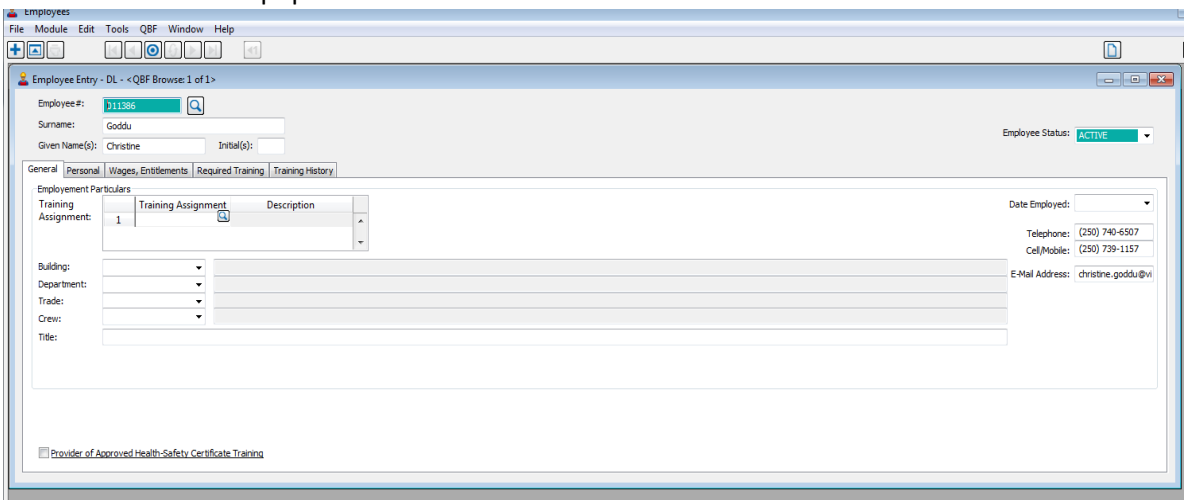 Employees
File Module Edit Tools QBF Window Help
Employee Entry - DL - <QBF Browse: 1 of 1>
Employee#: D11386
Surname: Goddu
Employee Status: ACTIVE
Given Name(s): Christine Initial(s):
General Personal Wages, Entitlements Required Training Training History
Employement Particulars
Training Assignment: Training Assignment Description
1
Date Employed:
Telephone: (250) 740-6507
Cell/Mobile: (250) 739-1157
Building:
E-Mail Address: christine.goddu@vi
Department:
Trade:
Crew:
Title:
Provider of Approved Health-Safety Certificate Training